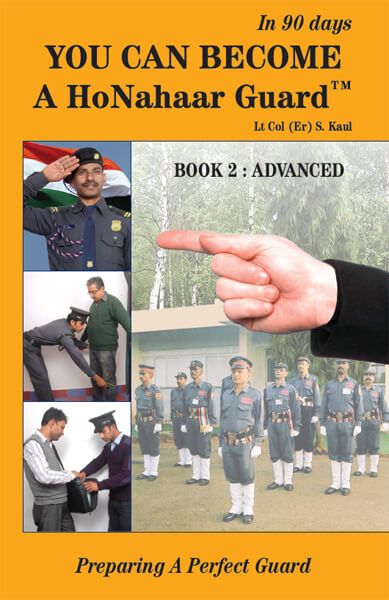 In 90 days
YOU CAN BECOME
A HoNahaar Guard™
Lt Col (Er) S. Kaul
BOOK 2 : ADVANCED
Preparing A Perfect Guard